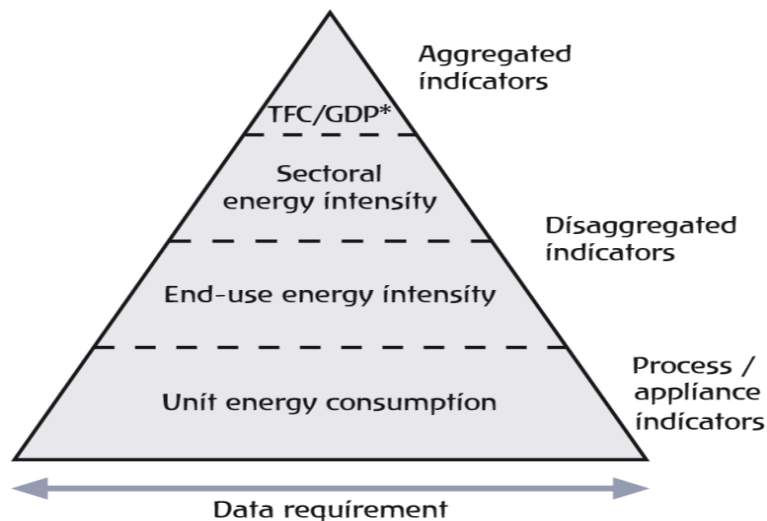 Aggregated
indicators
TFC/GDP*
Sectoral
energy intensity
Disaggregated
indicators
End-use energy intensity
Process /
appliance
indicators
Unit energy consumption
Data requirement